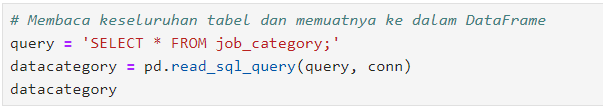 # Membaca keseluruhan tabel dan memuatnya ke dalam DataFrame
query = 'SELECT * FROM job_category;'
datacategory = pd.read_sql_query(query, conn)
datacategory